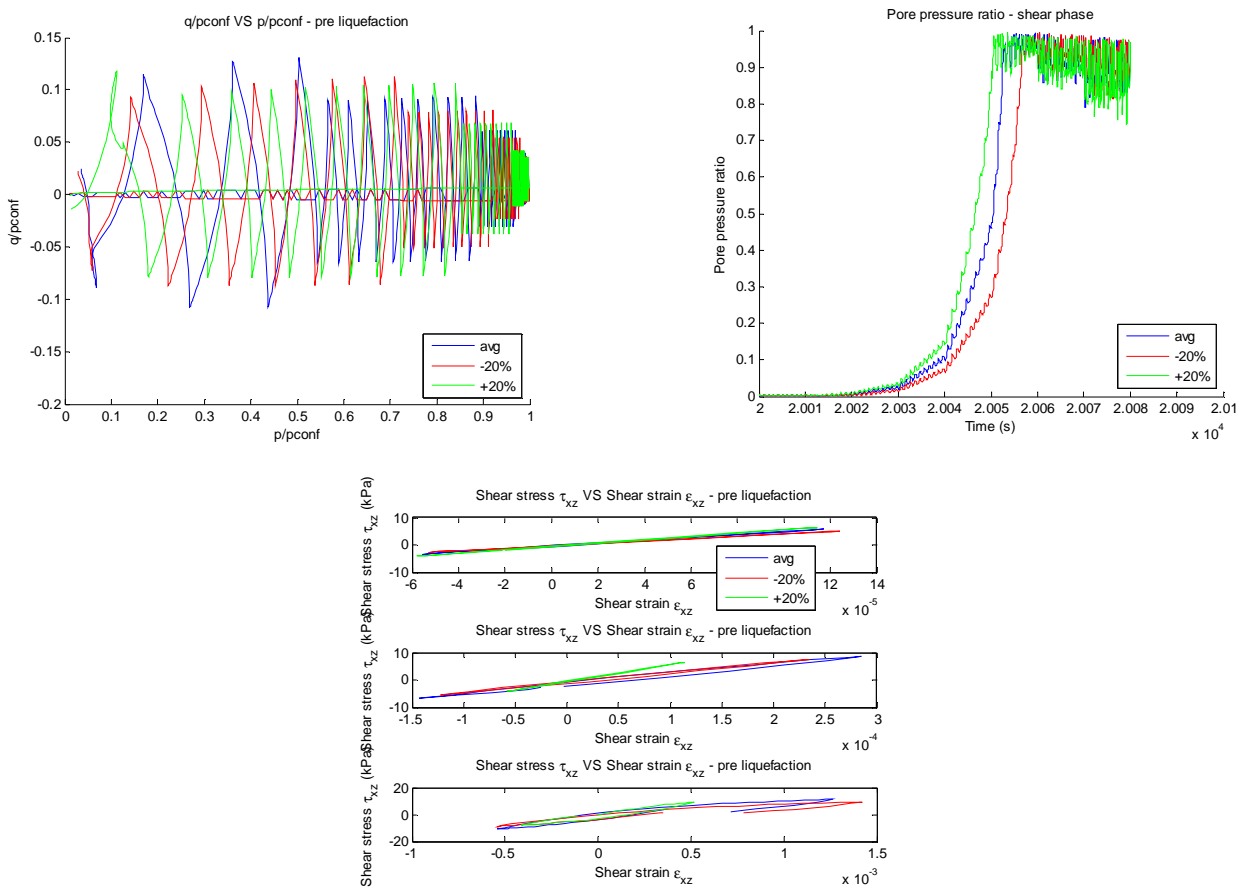 q/pconf VS p/pconf - pre liquefaction
0.15
0.1
0.05
0
-0.05
-0.1
-0.15
-0.2
q/pconf
0 0.1 0.2 0.3 0.4 0.5 0.6 0.7 0.8 0.9 1
p/pconf
avg
-20%
+20%
Pore pressure ratio - shear phase
1
0.9
0.8
0.7
0.6
0.5
0.4
0.3
0.2
0.1
0
Pore pressure ratio
2 2.001 2.002 2.003 2.004 2.005 2.006 2.007 2.008 2.009 2.01
Time (s)
x 10^4
avg
-20%
+20%
Shear stress τxz VS Shear strain εxz - pre liquefaction
10
0
-10
Shear stress τxz (kPa)
-6 -4 -2 0 2 4 6 12 14
Shear strain εxz
x 10^-5
avg
-20%
+20%
Shear stress τxz VS Shear strain εxz - pre liquefaction
10
0
-10
Shear stress τxz (kPa)
-1.5 -1 -0.5 0 0.5 1 1.5 2 2.5 3
Shear strain εxz
x 10^-4
Shear stress τxz VS Shear strain εxz - pre liquefaction
20
0
-20
Shear stress τxz (kPa)
-1 -0.5 0 0.5 1 1.5
Shear strain εxz
x 10^-3